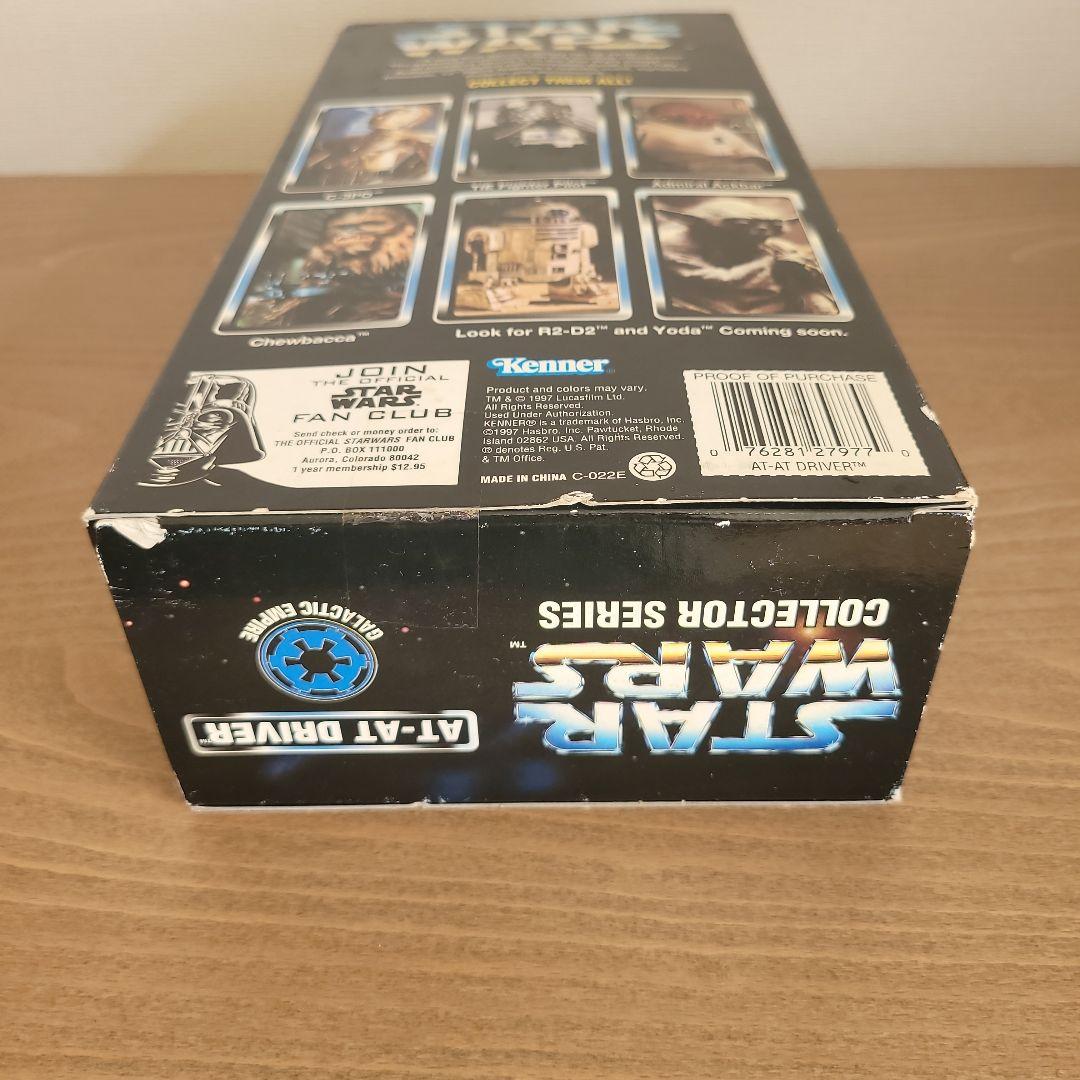 STAR
WARS
COLLECT THEM ALL!
C-3PO™
TIE Fighter Pilot™
Admiral Ackbar™
Chewbacca™
Look for R2-D2™ and Yoda™ Coming soon.
JOIN
THE OFFICIAL
STAR
WARS
FAN CLUB
Send check or money order to:
THE OFFICIAL STARWARS FAN CLUB
P.O. BOX 111000
Aurora, Colorado 80042
1 year membership $12.95
Kenner
Product and colors may vary.
TM & © 1997 Lucasfilm Ltd.
All Rights Reserved.
Used Under Authorization.
KENNER® is a trademark of Hasbro, Inc.
©1997 Hasbro, Inc. Pawtucket, Rhode
Island 02862 USA. All Rights Reserved.
® denotes Reg. U.S. Pat.
& TM Office.
MADE IN CHINA C-022E
PROOF OF PURCHASE
0 76281 27977 0
AT-AT DRIVER™
STAR
WARS™
COLLECTOR SERIES
AT-AT DRIVER™
GALACTIC EMPIRE